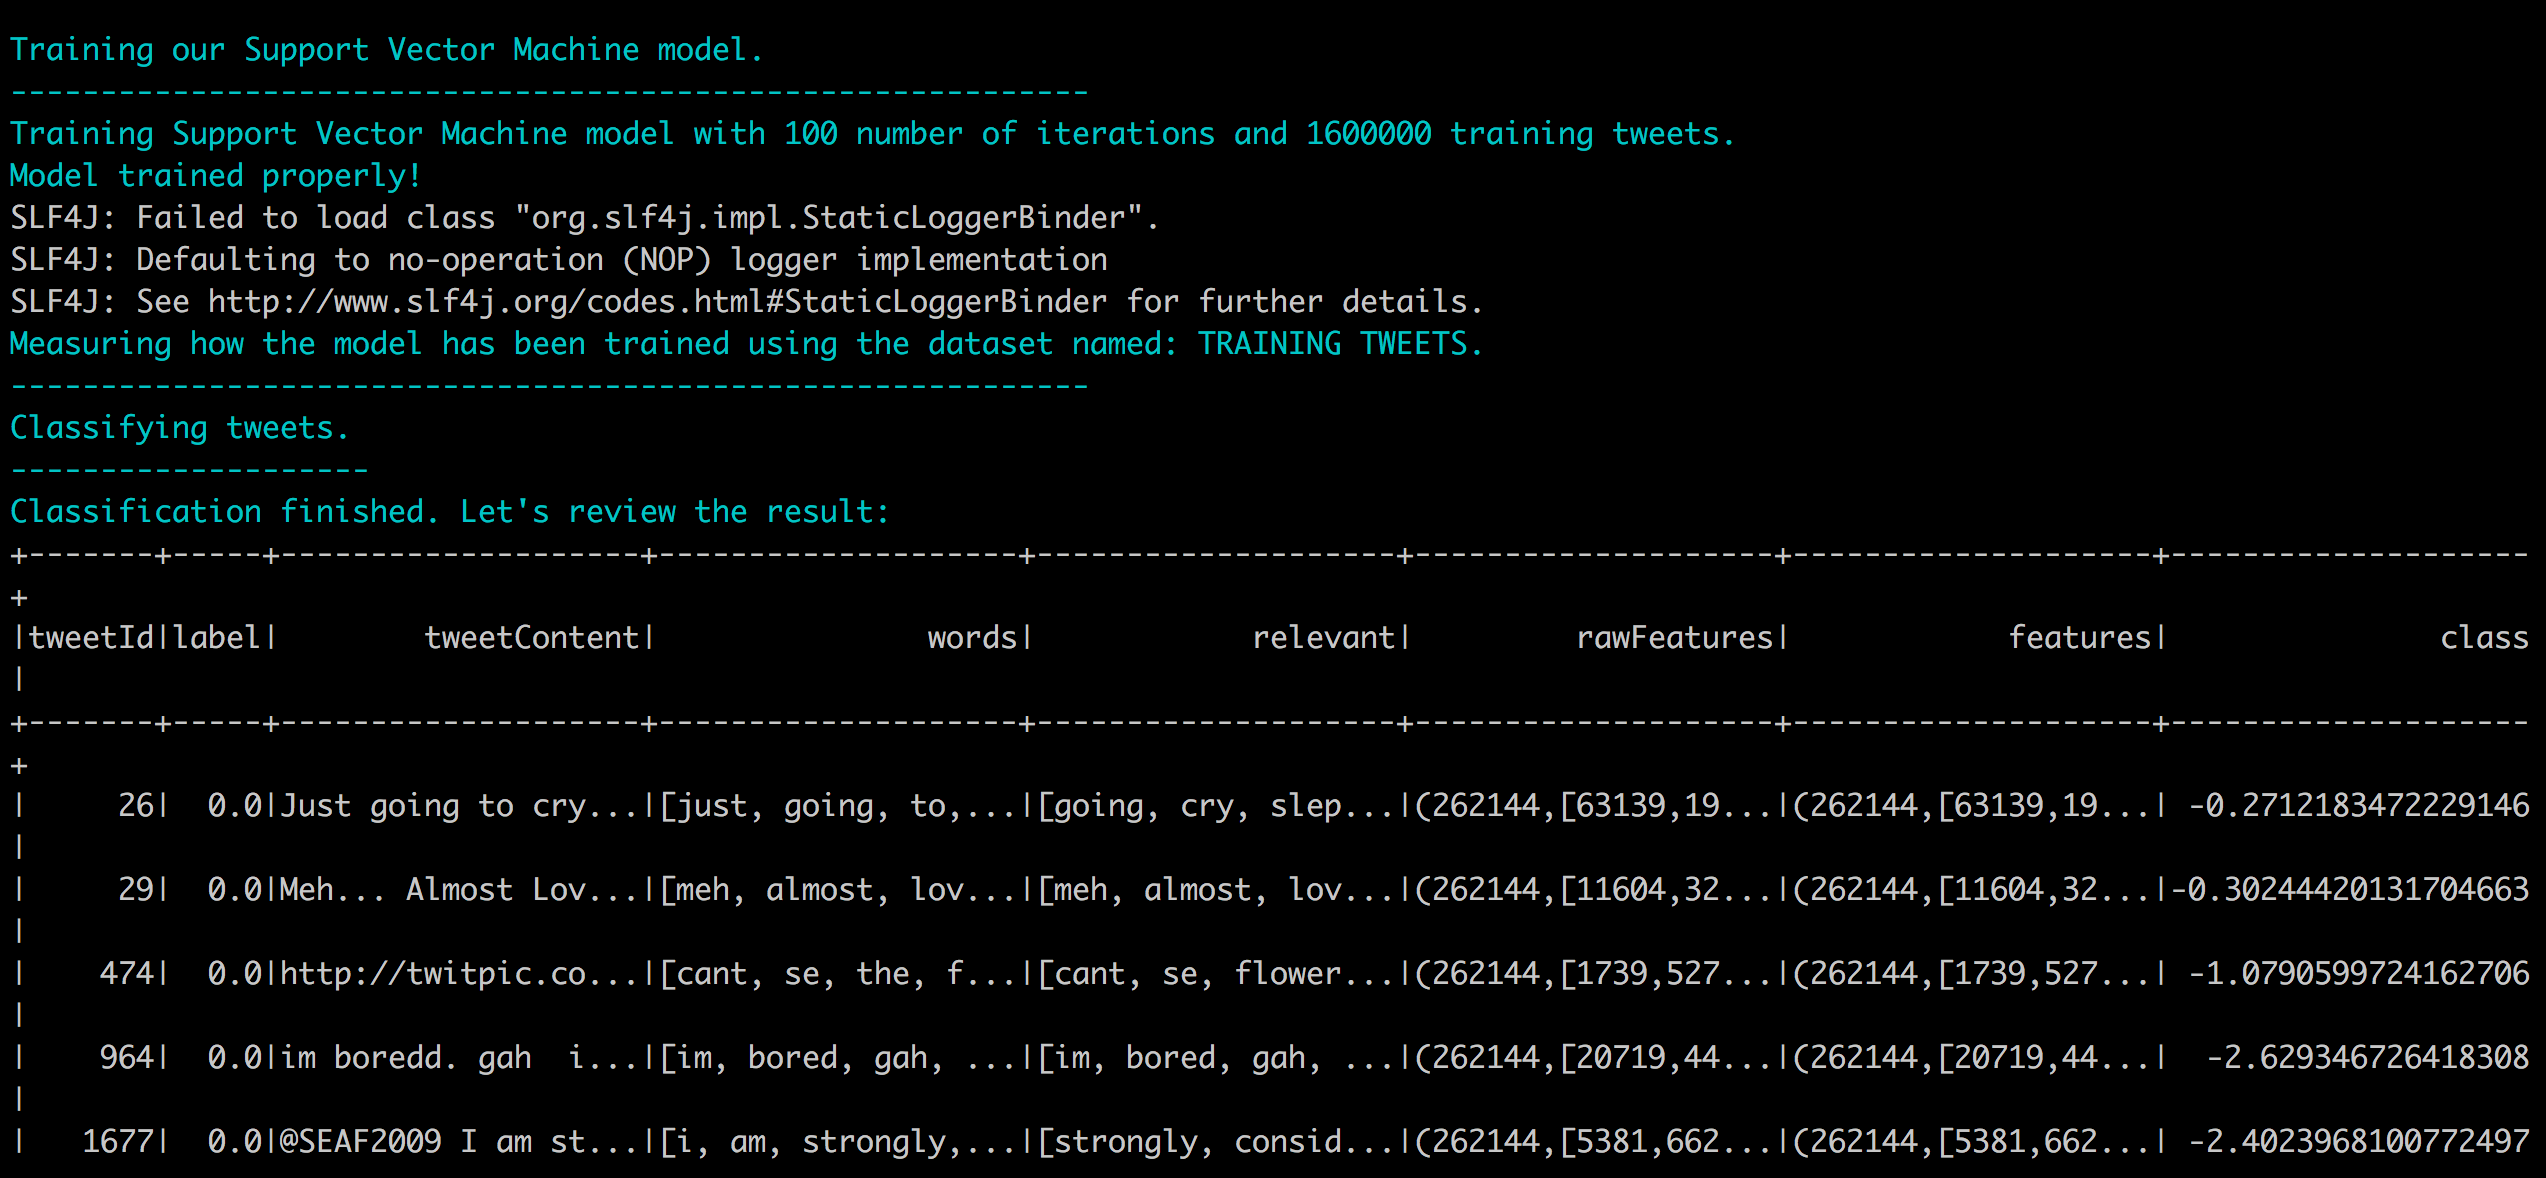 Training our Support Vector Machine model.
------------------------------------------------------------
Training Support Vector Machine model with 100 number of iterations and 1600000 training tweets.
Model trained properly!
SLF4J: Failed to load class "org.slf4j.impl.StaticLoggerBinder".
SLF4J: Defaulting to no-operation (NOP) logger implementation
SLF4J: See http://www.slf4j.org/codes.html#StaticLoggerBinder for further details.
Measuring how the model has been trained using the dataset named: TRAINING TWEETS.
------------------------------------------------------------
Classifying tweets.
--------------------
Classification finished. Let's review the result:
+-------+-----+--------------------+--------------------+--------------------+--------------------+--------------------+--------------------
+
|tweetId|label|        tweetContent|               words|            relevant|         rawFeatures|            features|               class
|
+-------+-----+--------------------+--------------------+--------------------+--------------------+--------------------+--------------------
+
|     26|  0.0|Just going to cry...|[just, going, to,...|[going, cry, slep...|(262144,[63139,19...|(262144,[63139,19...| -0.2712183472229146
|
|     29|  0.0|Meh... Almost Lov...|[meh, almost, lov...|[meh, almost, lov...|(262144,[11604,32...|(262144,[11604,32...|-0.30244420131704663
|
|    474|  0.0|http://twitpic.co...|[cant, se, the, f...|[cant, se, flower...|(262144,[1739,527...|(262144,[1739,527...| -1.0790599724162706
|
|    964|  0.0|im boredd. gah  i...|[im, bored, gah, ...|[im, bored, gah, ...|(262144,[20719,44...|(262144,[20719,44...|  -2.629346726418308
|
|   1677|  0.0|@SEAF2009 I am st...|[i, am, strongly,...|[strongly, consid...|(262144,[5381,662...|(262144,[5381,662...| -2.4023968100772497